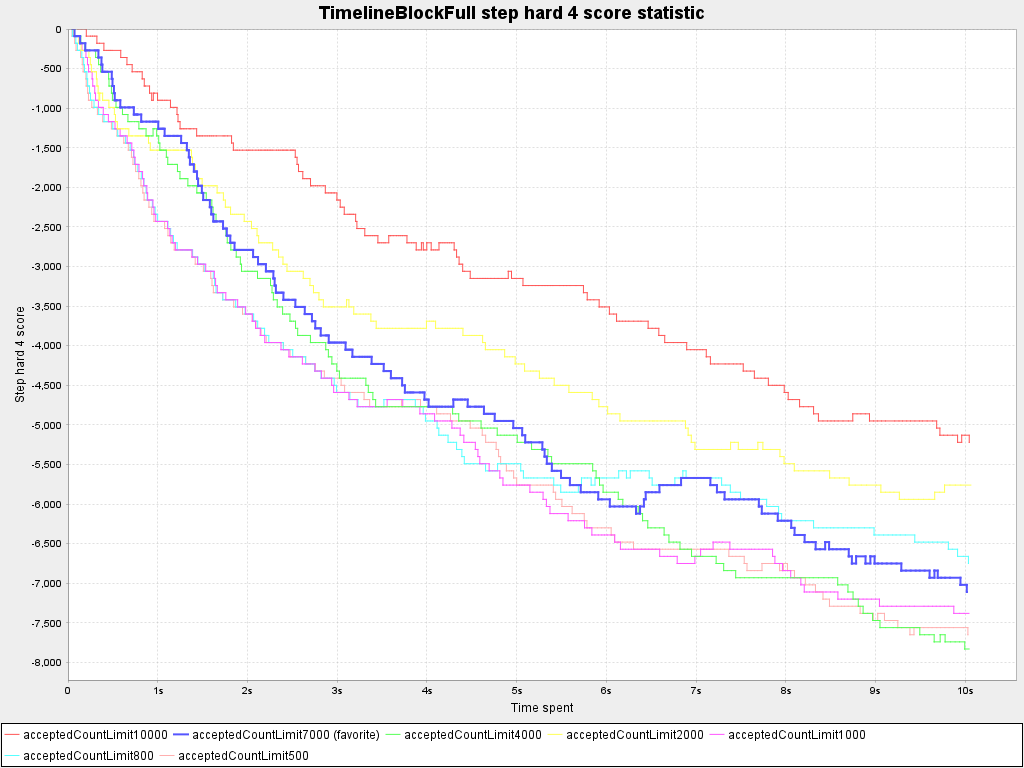 TimelineBlockFull step hard 4 score statistic
0
-500
-1,000
-1,500
-2,000
-2,500
-3,000
-3,500
-4,000
-4,500
-5,000
-5,500
-6,000
-6,500
-7,000
-7,500
-8,000
Step hard 4 score
0 1s 2s 3s 4s 5s 6s 7s 8s 9s 10s
Time spent
acceptedCountLimit10000 acceptedCountLimit7000 (favorite) acceptedCountLimit4000 acceptedCountLimit2000 acceptedCountLimit1000
acceptedCountLimit800 acceptedCountLimit500